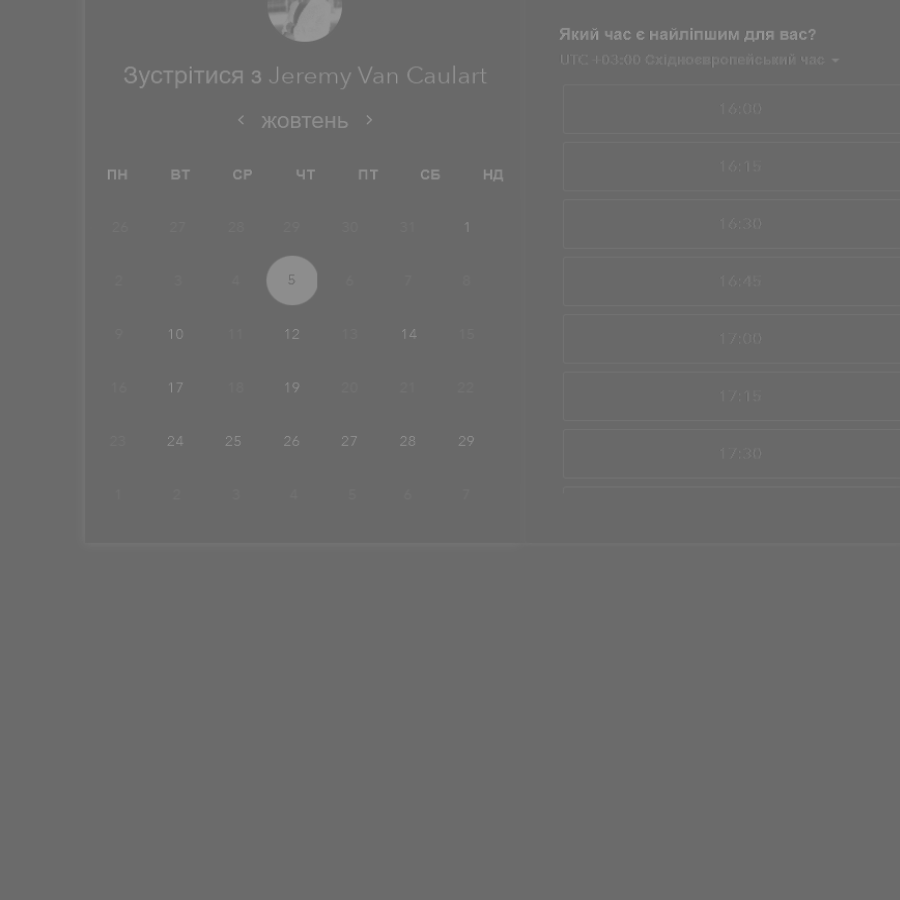 Зустрітися з Jeremy Van Caulart
жовтень
ПН ВТ СР ЧТ ПТ СБ НД
26 27 28 29 30 31 1
2 3 4 5 6 7 8
9 10 11 12 13 14 15
16 17 18 19 20 21 22
23 24 25 26 27 28 29
1 2 3 4 5 6 7
Який час є найліпшим для вас?
UTC +03:00 Східноєвропейський час
16:00
16:15
16:30
16:45
17:00
17:15
17:30